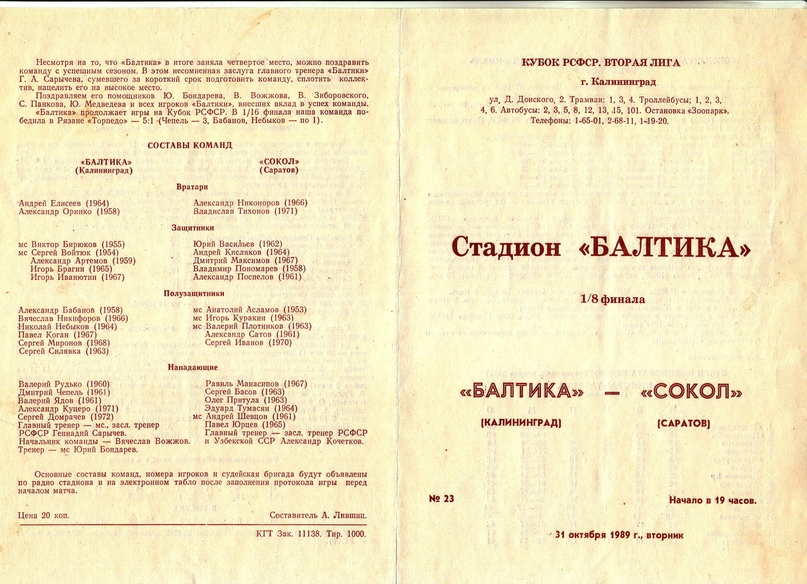 Несмотря на то, что «Балтика» в итоге заняла четвертое место, можно поздравить
команду с успешным сезоном. В этом несомненная заслуга главного тренера «Балтики»
Г. А. Сарычева, сумевшего за короткий срок подготовить команду, сплотить коллек-
тив, нацелить его на высокое место.
Поздравляем его помощников Ю. Бондарева, В. Вожжова, В. Зиборовского,
С. Панкова, Ю. Медведева и всех игроков «Балтики», внесших вклад в успех команды.
«Балтика» продолжает игры на Кубок РСФСР. В 1/16 финала наша команда по-
бедила в Рязане «Торпедо» — 5:1 (Чепель — 3, Бабанов, Небыков — по 1).
СОСТАВЫ КОМАНД
«БАЛТИКА» «СОКОЛ»
(Калининград) (Саратов)
Вратари
Андрей Елисеев (1964) Александр Никоноров (1966)
Александр Оринко (1958) Владислав Тихонов (1971)
Защитники
мс Виктор Бирюков (1955) Юрий Васильев (1962)
мс Сергей Войтюк (1954) Андрей Кисляков (1964)
Александр Артемов (1959) Дмитрий Максимов (1967)
Игорь Брагин (1965) Владимир Пономарев (1958)
Игорь Иванютин (1967) Александр Поспелов (1961)
Полузащитники
Александр Бабанов (1958) мс Анатолий Асламов (1953)
Вячеслав Никифоров (1966) мс Игорь Куракин (1963)
Николай Небыков (1964) мс Валерий Плотников (1963)
Павел Коган (1967) Александр Сатов (1961)
Сергей Миронов (1968) Сергей Иванов (1970)
Сергей Силявка (1963)
Нападающие
Валерий Рудько (1960) Равиль Манасипов (1967)
Дмитрий Чепель (1961) Сергей Басов (1963)
Валерий Ядов (1961) Олег Притула (1963)
Александр Куцеро (1971) Эдуард Тумасян (1964)
Сергей Домрачев (1972) мс Андрей Шевцов (1961)
Главный тренер — мс., засл. тренер Павел Юрцев (1965)
РСФСР Геннадий Сарычев. Главный тренер — засл. тренер РСФСР
Начальник команды — Вячеслав Вожжов. и Узбекской ССР Александр Кочетков.
Тренер — мс Юрий Бондарев.
Основные составы команд, номера игроков и судейская бригада будут объявлены
по радио стадиона и на электронном табло после заполнения протокола игры перед
началом матча.
Цена 20 коп. Составитель А. Лившиц.
КГТ Зак. 11138. Тир. 1000.
КУБОК РСФСР. ВТОРАЯ ЛИГА
г. Калининград
ул, Д. Донского, 2. Трамваи: 1, 3, 4. Троллейбусы; 1, 2, 3,
4, 6. Автобусы: 2, 3, 5, 8, 12, 13, 15, 101. Остановка «Зоопарк».
Телефоны: 1-65-01, 2-68-11, 1-19-20.
Стадион «БАЛТИКА»
1/8 финала
«БАЛТИКА» — «СОКОЛ»
(КАЛИНИНГРАД) (САРАТОВ)
№ 23 Начало в 19 часов.
31 октября 1989 г., вторник